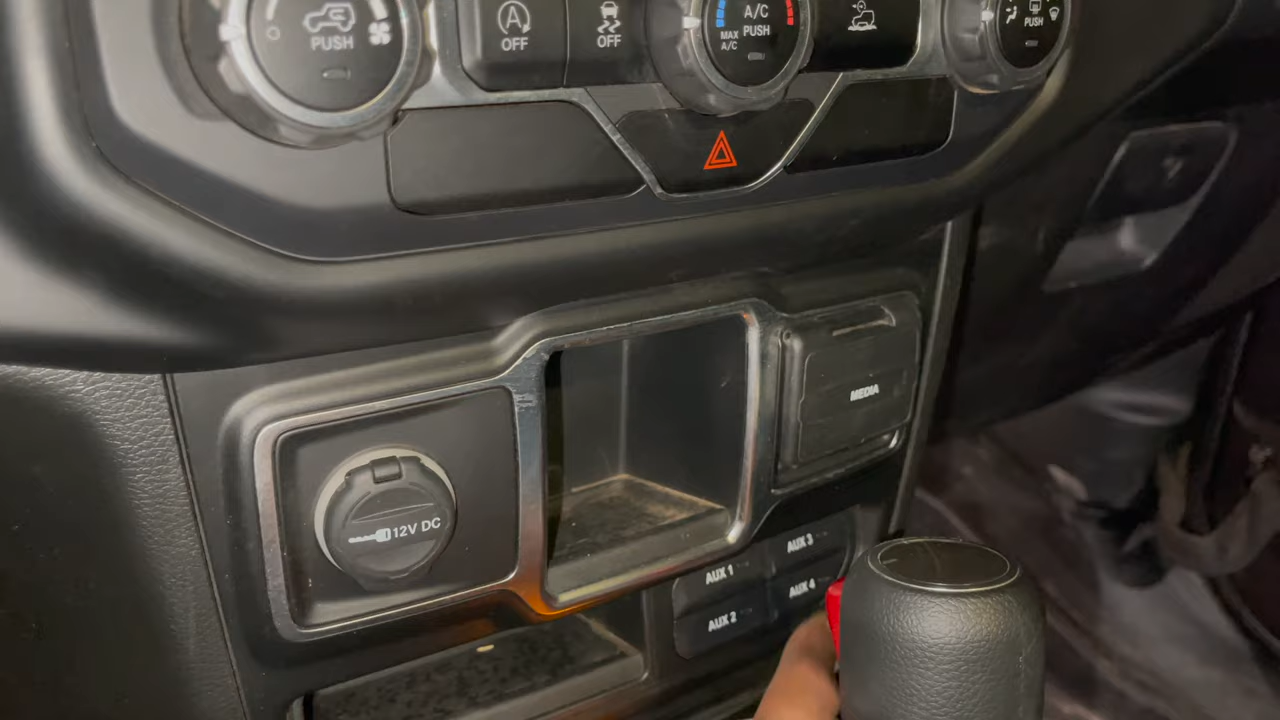 PUSH
OFF
OFF
MAX
A/C
A/C
PUSH
PUSH
MEDIA
12V DC
AUX 1
AUX 3
AUX 2
AUX 4